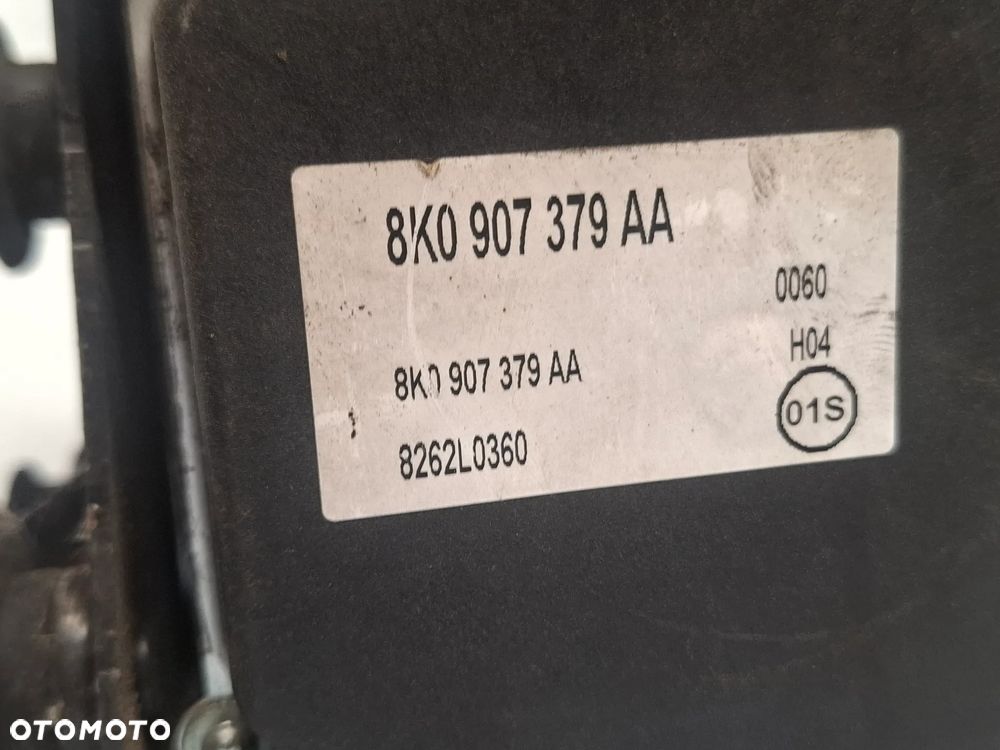 8K0 907 379 AA
0060
H04
8K0 907 379 AA
01S
8262L0360
OTOMOTO